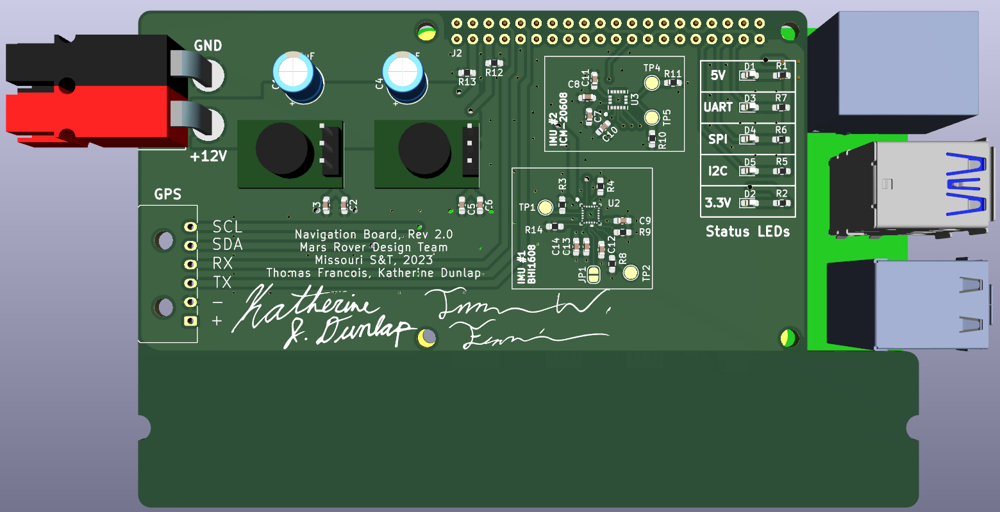 GND
+12V
GPS
SCL
SDA
RX
TX
−
+
+
+
C4
J2
R13
R12
C2
C5
C6
Navigation Board, Rev 2.0
Mars Rover Design Team
Missouri S&T, 2023
Thomas Francois, Katherine Dunlap
Katherine
J. Dunlap
IMU #2
ICM-20608
C11
C8
C7
C10
U3
TP4
R11
TP5
R10
IMU #1
BHI1608
TP1
R3
R4
U2
R14
C9
R9
C14
C13
C12
R8
JP1
TP2
5V D1 R1
UART D3 R7
SPI D4 R6
I2C D5 R5
3.3V D2 R2
Status LEDs